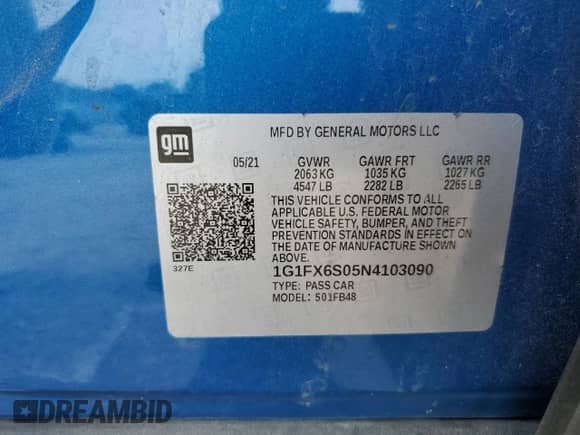 MFD BY GENERAL MOTORS LLC
gm
05/21 GVWR GAWR FRT GAWR RR
2063 KG 1035 KG 1027 KG
4547 LB 2282 LB 2265 LB
THIS VEHICLE CONFORMS TO ALL
APPLICABLE U.S. FEDERAL MOTOR
VEHICLE SAFETY, BUMPER, AND THEFT
PREVENTION STANDARDS IN EFFECT ON
THE DATE OF MANUFACTURE SHOWN
ABOVE.
327E
1G1FX6S05N4103090
TYPE: PASS CAR
MODEL: 501FB48
DREAMBID